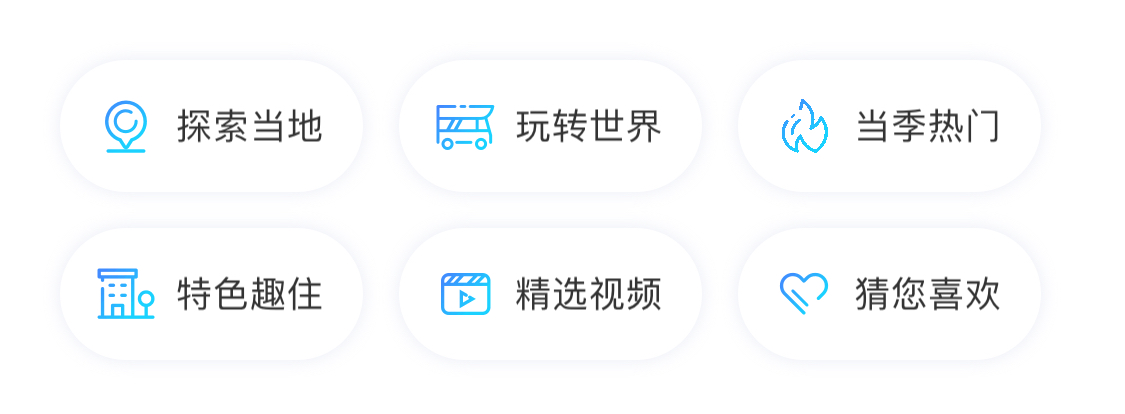 探索当地
玩转世界
当季热门
特色趣住
精选视频
猜您喜欢